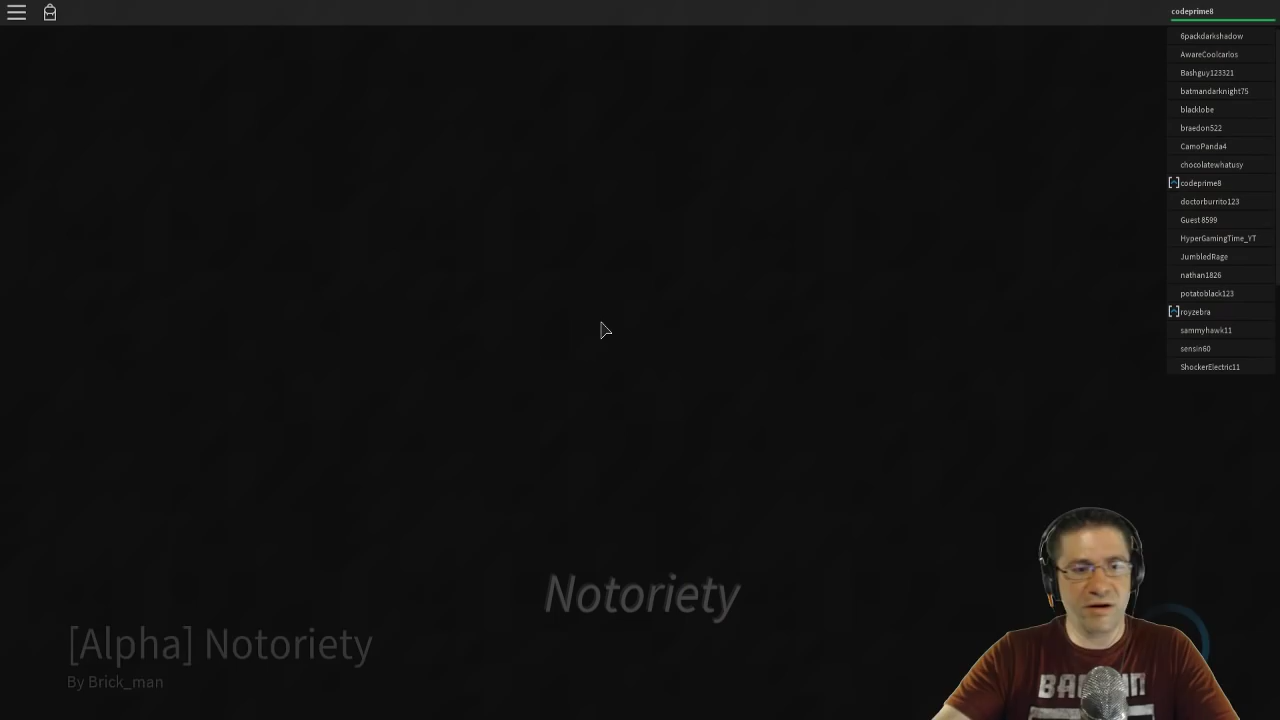 codeprime8
6packdarkshadow
AwareCoolcarlos
Bashguy123321
batmandarknight75
blacklobe
braedon522
CamoPanda4
chocolatewhatusy
codeprime8
doctorburrito123
Guest 8599
HyperGamingTime_YT
JumbledRage
nathan1826
potatoblack123
royzebra
sammyhawk11
sensin60
ShockerElectric11
Notoriety
[Alpha] Notoriety
By Brick_man